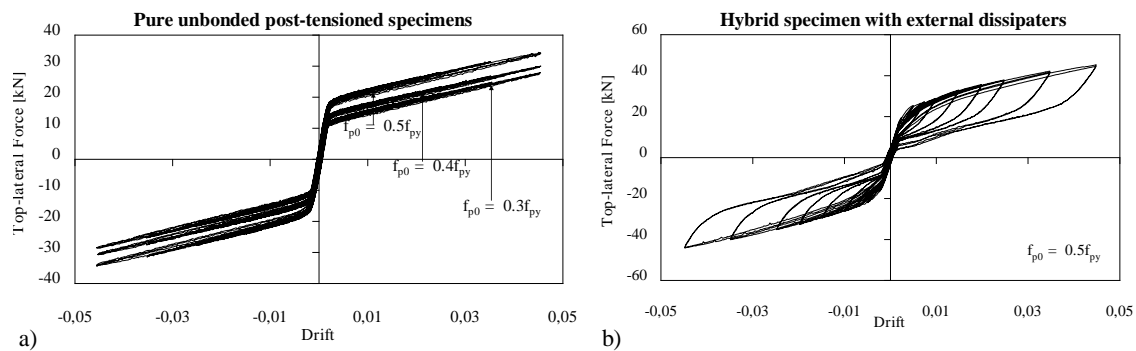 Pure unbonded post-tensioned specimens
Top-lateral Force [kN]
40
30
20
10
0
-10
-20
-30
-40
f_p0 = 0.5f_py
f_p0 = 0.4f_py
f_p0 = 0.3f_py
-0,05
-0,03
-0,01
0,01
0,03
0,05
Drift
a)
Hybrid specimen with external dissipaters
Top-lateral Force [kN]
60
40
20
0
-20
-40
-60
f_p0 = 0.5f_py
-0,05
-0,03
-0,01
0,01
0,03
0,05
Drift
b)